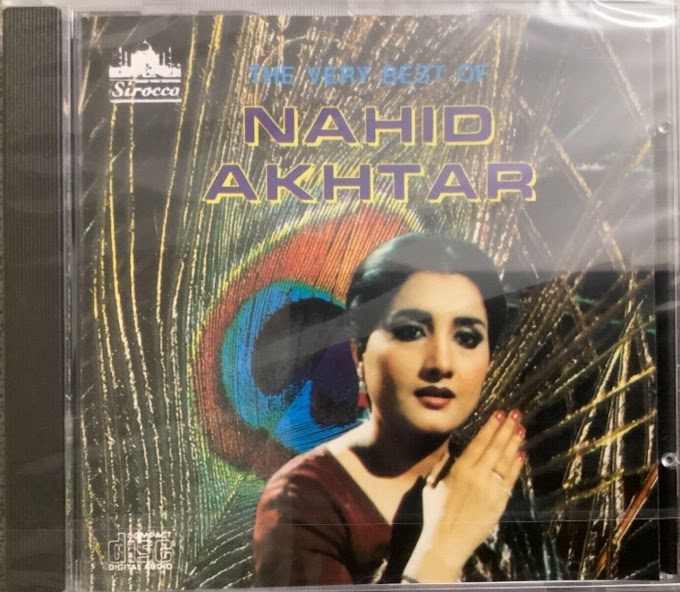 Sirocco
THE VERY BEST OF
NAHID
AKHTAR
COMPACT
disc
DIGITAL AUDIO